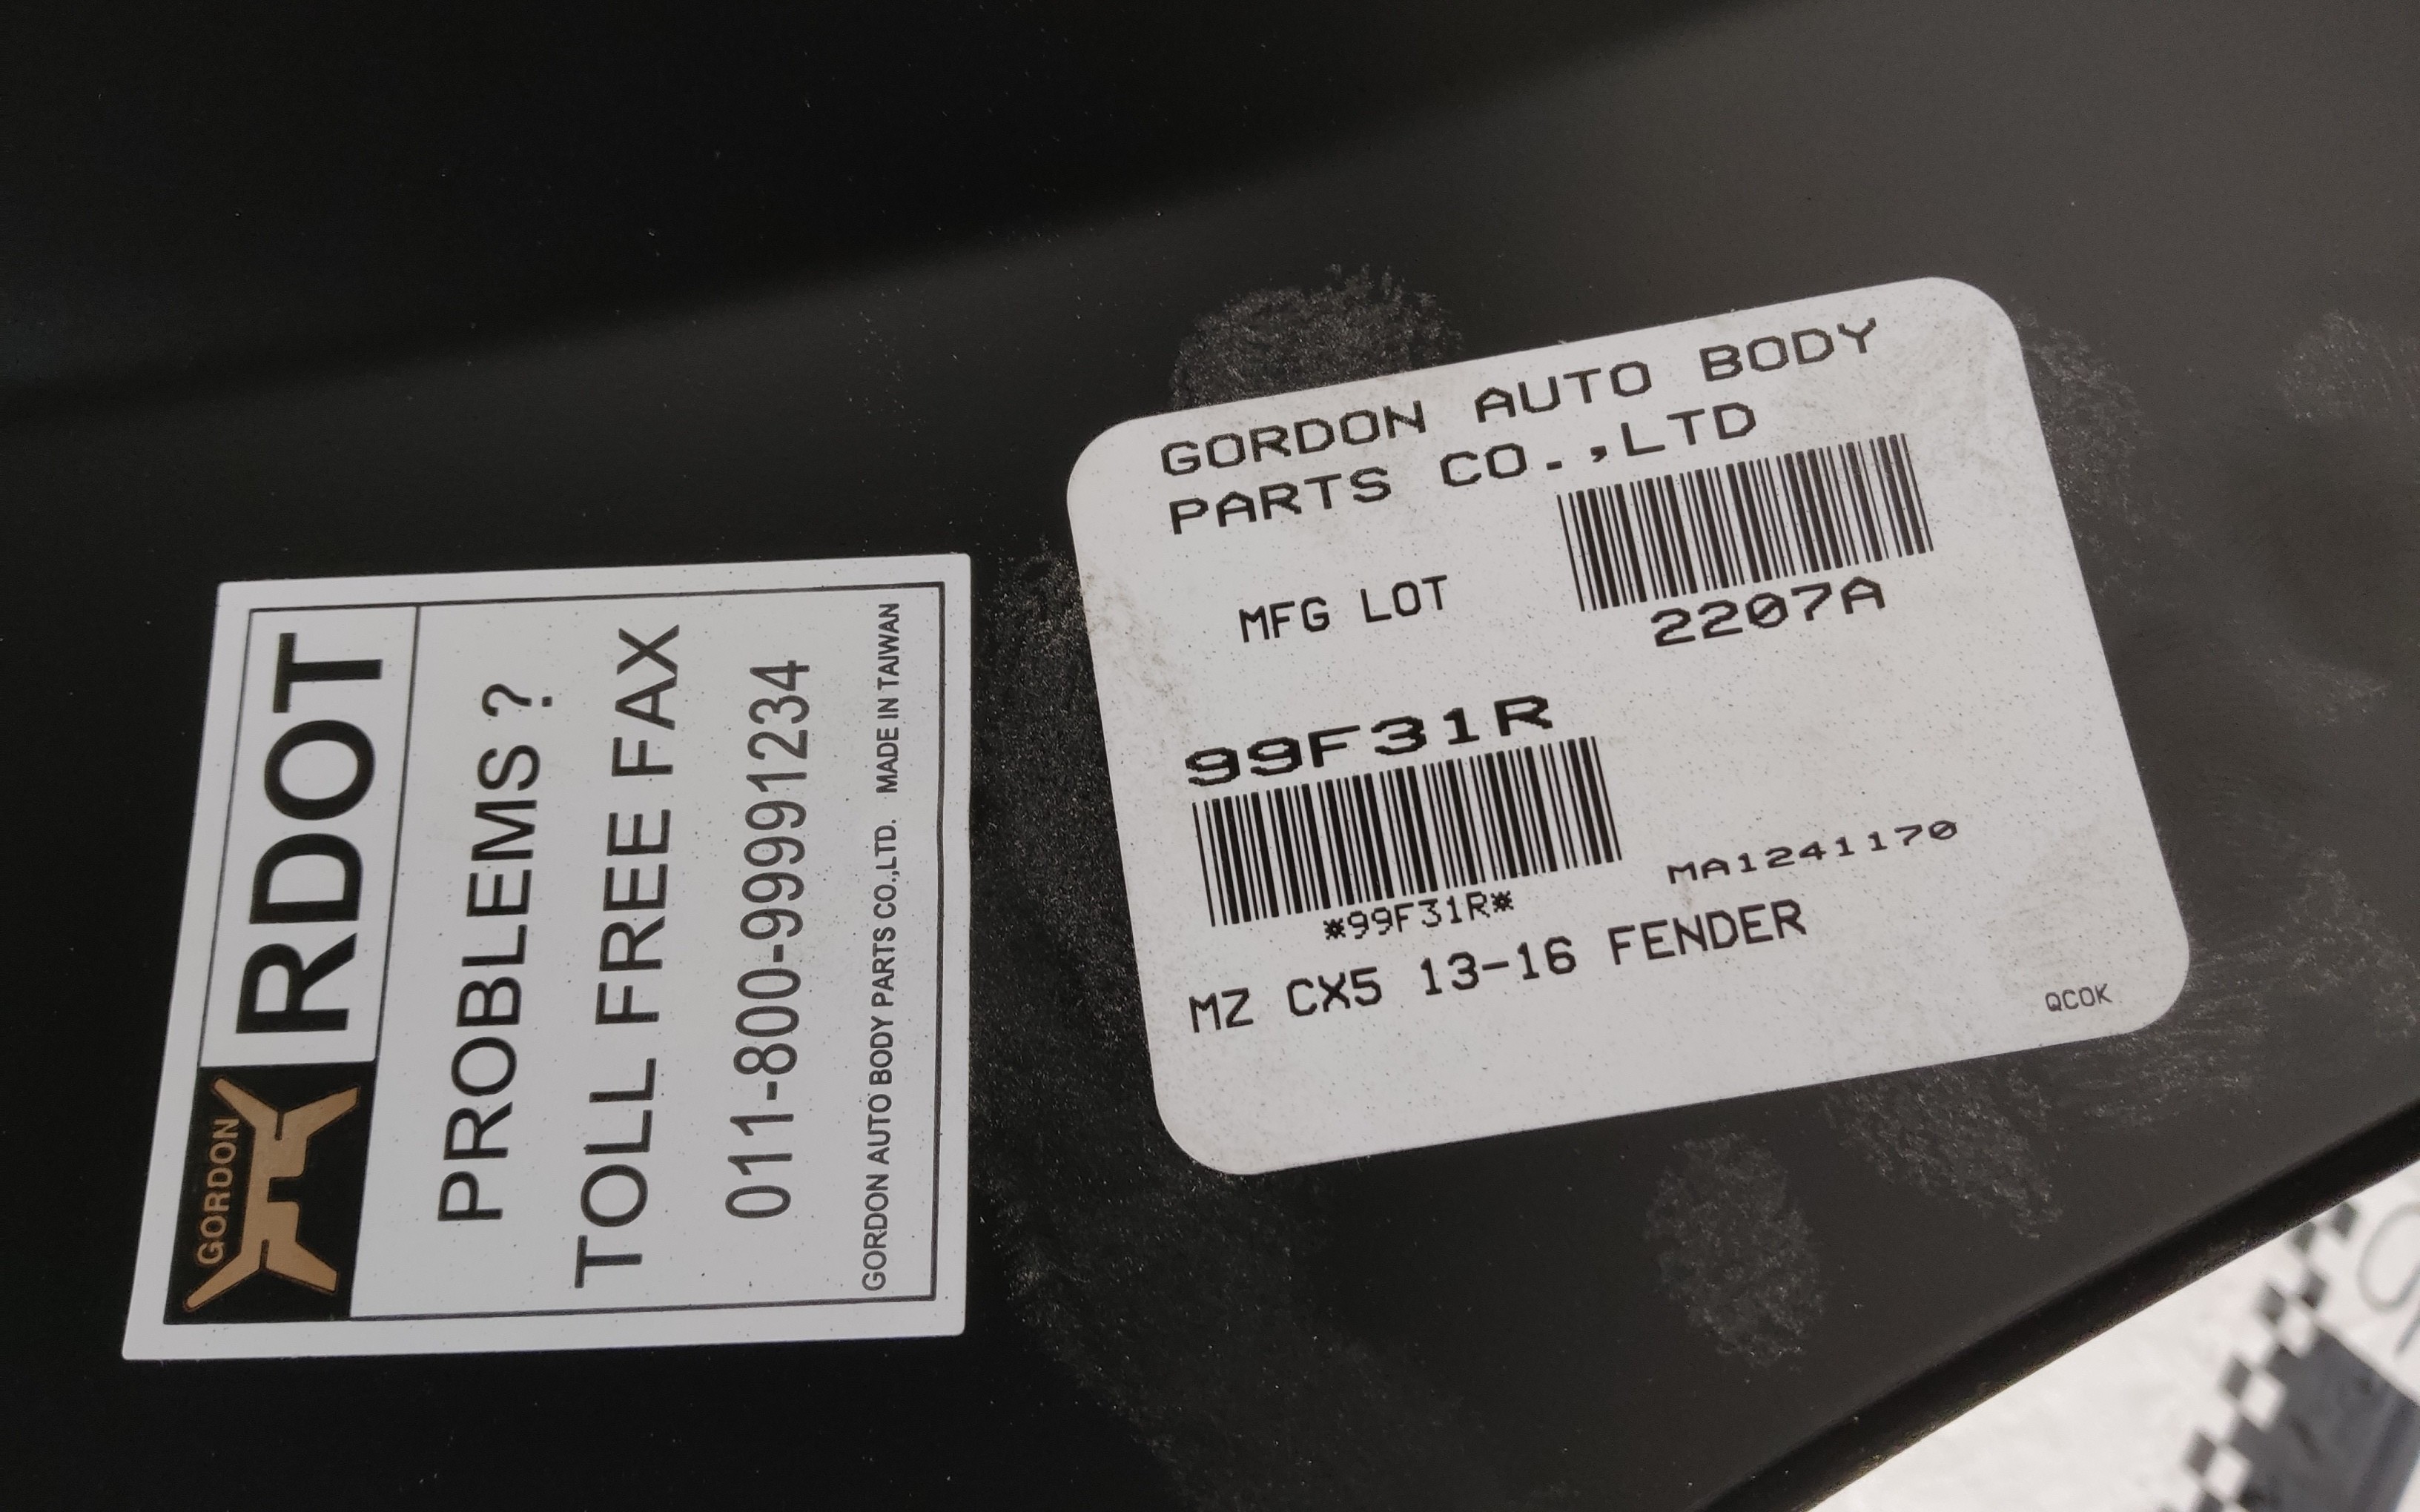 GORDON
RDOT
PROBLEMS ?
TOLL FREE FAX
011-800-99991234
GORDON AUTO BODY PARTS CO.,LTD. MADE IN TAIWAN
GORDON AUTO BODY
PARTS CO.,LTD
MFG LOT
2207A
99F31R
*99F31R*
MA1241170
MZ CX5 13-16 FENDER
QCOK